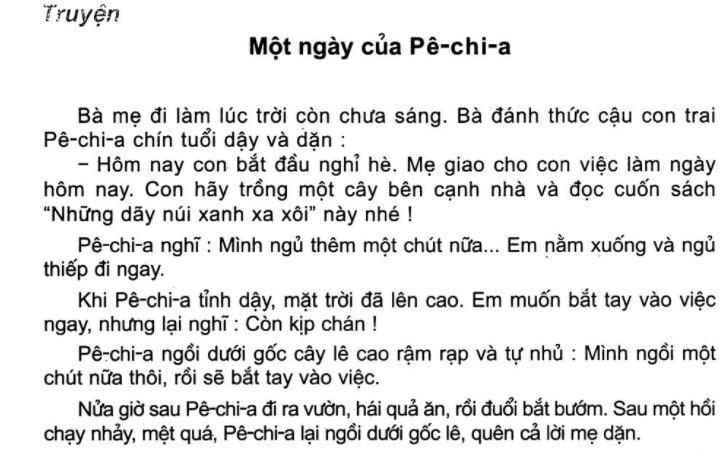 Truyện
Một ngày của Pê-chi-a
Bà mẹ đi làm lúc trời còn chưa sáng. Bà đánh thức cậu con trai
Pê-chi-a chín tuổi dậy và dặn :
– Hôm nay con bắt đầu nghỉ hè. Mẹ giao cho con việc làm ngày
hôm nay. Con hãy trồng một cây bên cạnh nhà và đọc cuốn sách
“Những dãy núi xanh xa xôi” này nhé !
Pê-chi-a nghĩ : Mình ngủ thêm một chút nữa... Em nằm xuống và ngủ
thiếp đi ngay.
Khi Pê-chi-a tỉnh dậy, mặt trời đã lên cao. Em muốn bắt tay vào việc
ngay, nhưng lại nghĩ : Còn kịp chán !
Pê-chi-a ngồi dưới gốc cây lê cao rậm rạp và tự nhủ : Mình ngồi một
chút nữa thôi, rồi sẽ bắt tay vào việc.
Nửa giờ sau Pê-chi-a đi ra vườn, hái quả ăn, rồi đuổi bắt bướm. Sau một hồi
chạy nhảy, mệt quá, Pê-chi-a lại ngồi dưới gốc lê, quên cả lời mẹ dặn.